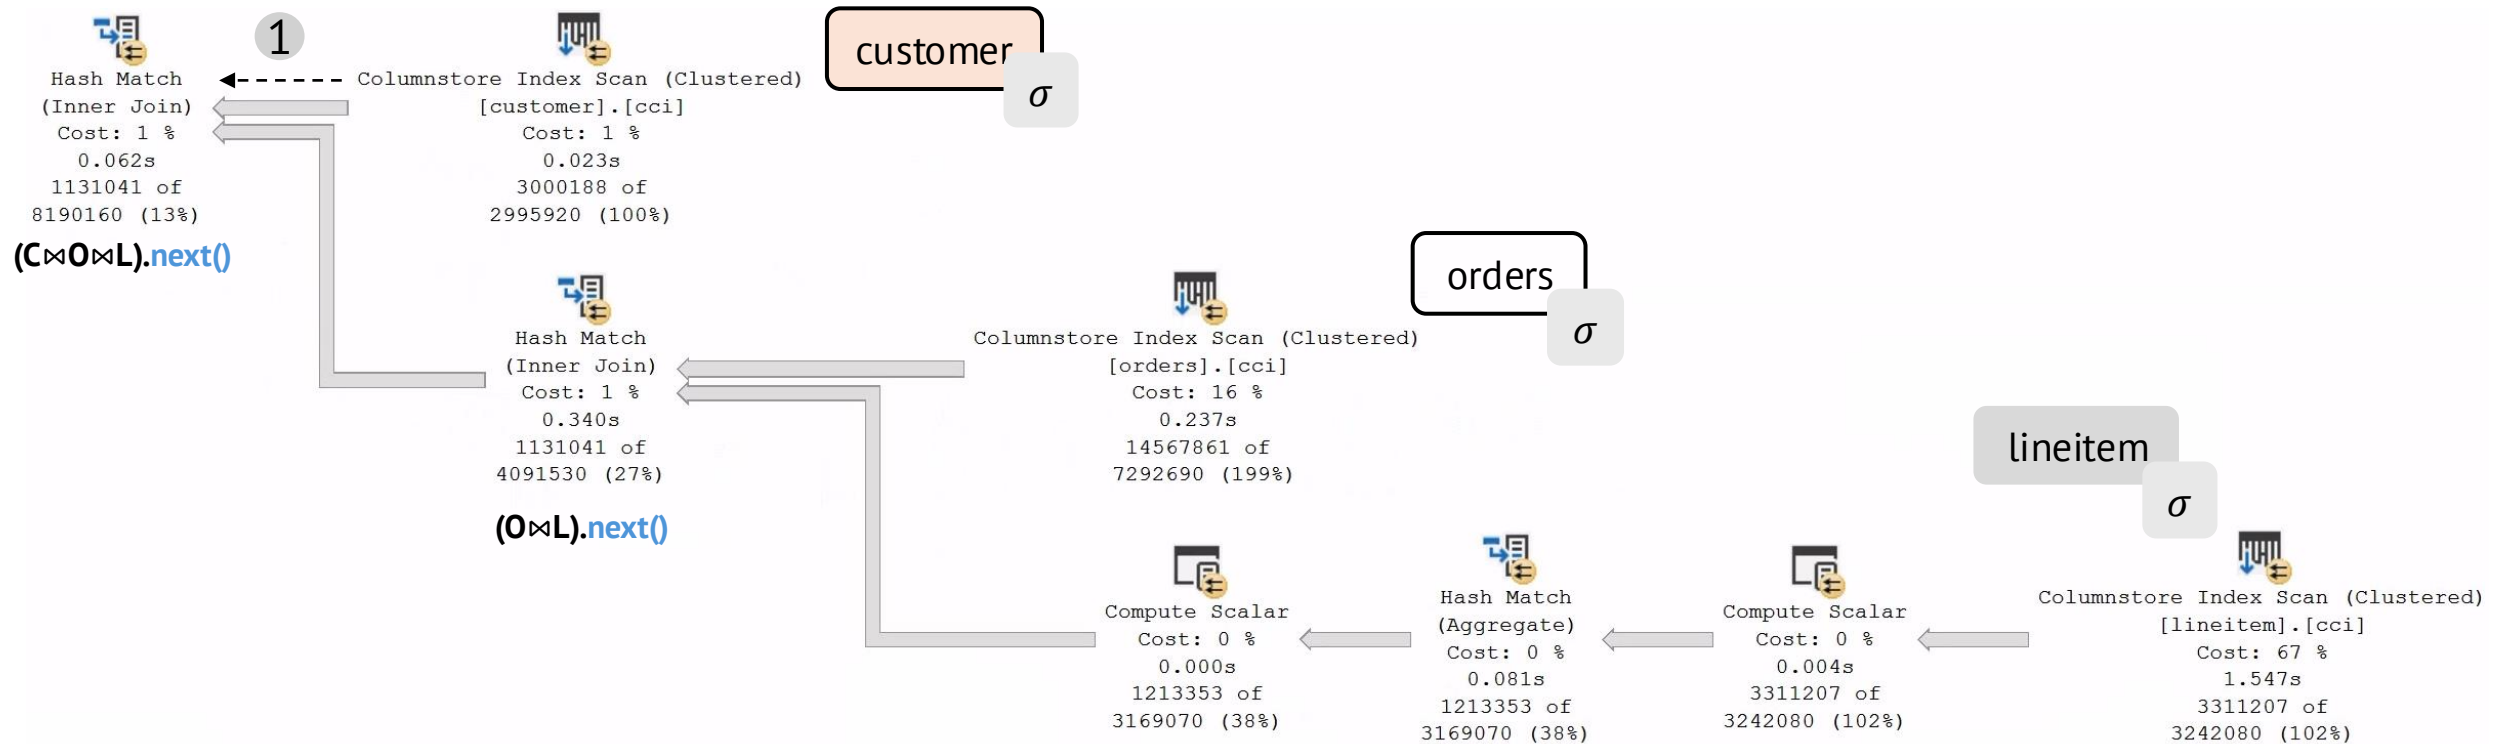 1
Hash Match
(Inner Join)
Cost: 1 %
0.062s
1131041 of
8190160 (13%)
(C⋈O⋈L).next()
Columnstore Index Scan (Clustered)
[customer].[cci]
Cost: 1 %
0.023s
3000188 of
2995920 (100%)
customer
σ
Hash Match
(Inner Join)
Cost: 1 %
0.340s
1131041 of
4091530 (27%)
(O⋈L).next()
Columnstore Index Scan (Clustered)
[orders].[cci]
Cost: 16 %
0.237s
14567861 of
7292690 (199%)
orders
σ
Compute Scalar
Cost: 0 %
0.000s
1213353 of
3169070 (38%)
Hash Match
(Aggregate)
Cost: 0 %
0.081s
1213353 of
3169070 (38%)
Compute Scalar
Cost: 0 %
0.004s
3311207 of
3242080 (102%)
lineitem
σ
Columnstore Index Scan (Clustered)
[lineitem].[cci]
Cost: 67 %
1.547s
3311207 of
3242080 (102%)